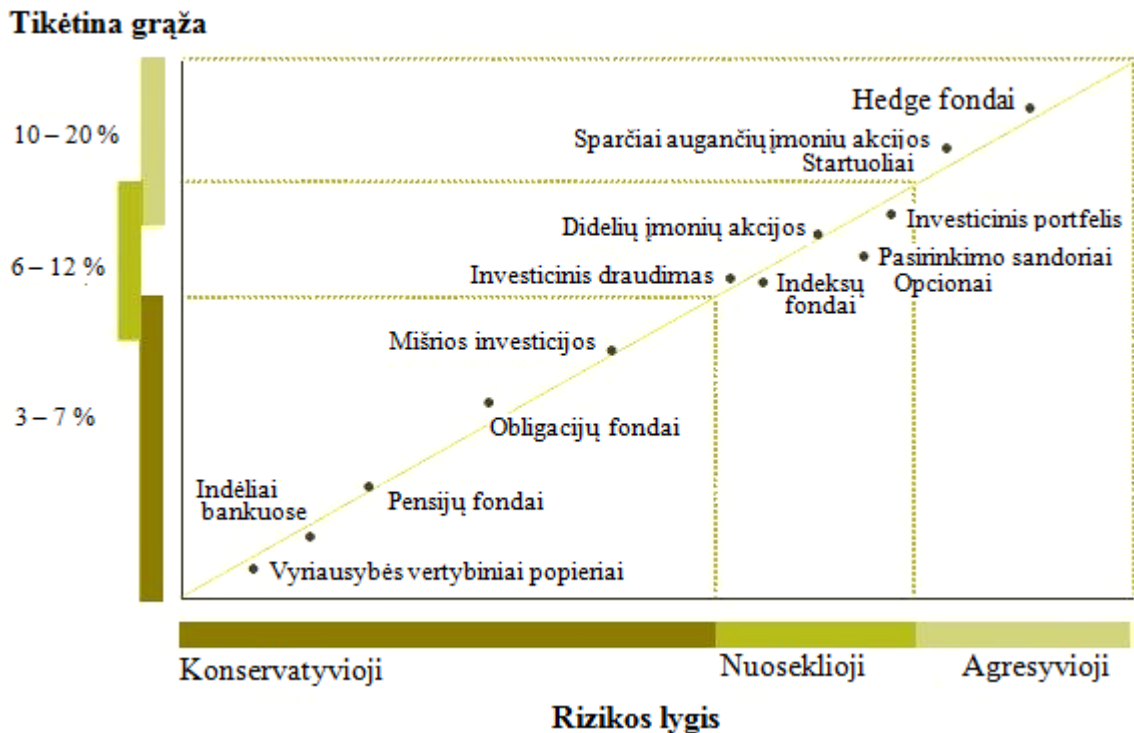 Tikėtina grąža
Hedge fondai
10 – 20 %
Sparčiai augančių įmonių akcijos
Startuoliai
Didelių įmonių akcijos
Investicinis portfelis
Pasirinkimo sandoriai
Opcionai
6 – 12 %
Investicinis draudimas
Indeksų
fondai
Mišrios investicijos
3 – 7 %
Obligacijų fondai
Indėliai
bankuose
Pensijų fondai
Vyriausybės vertybiniai popieriai
Konservatyvioji
Nuoseklioji
Agresyvioji
Rizikos lygis